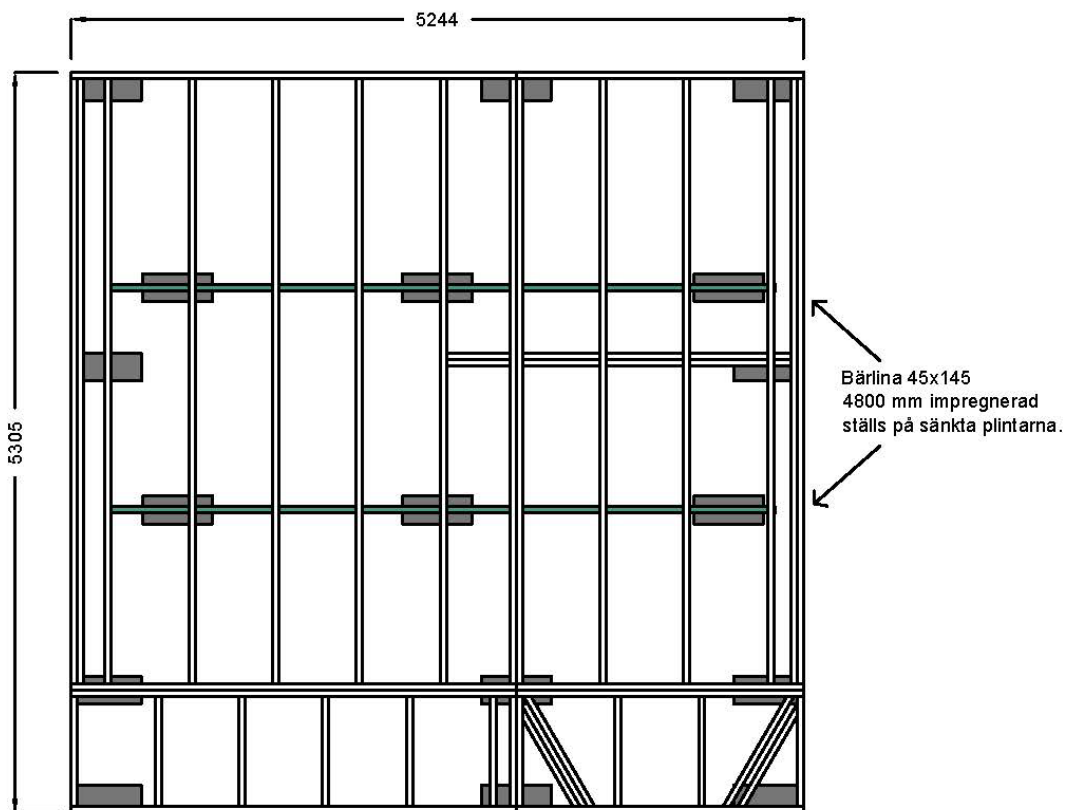 5244
5305
Bärlina 45x145
4800 mm impregnerad
ställs på sänkta plintarna.